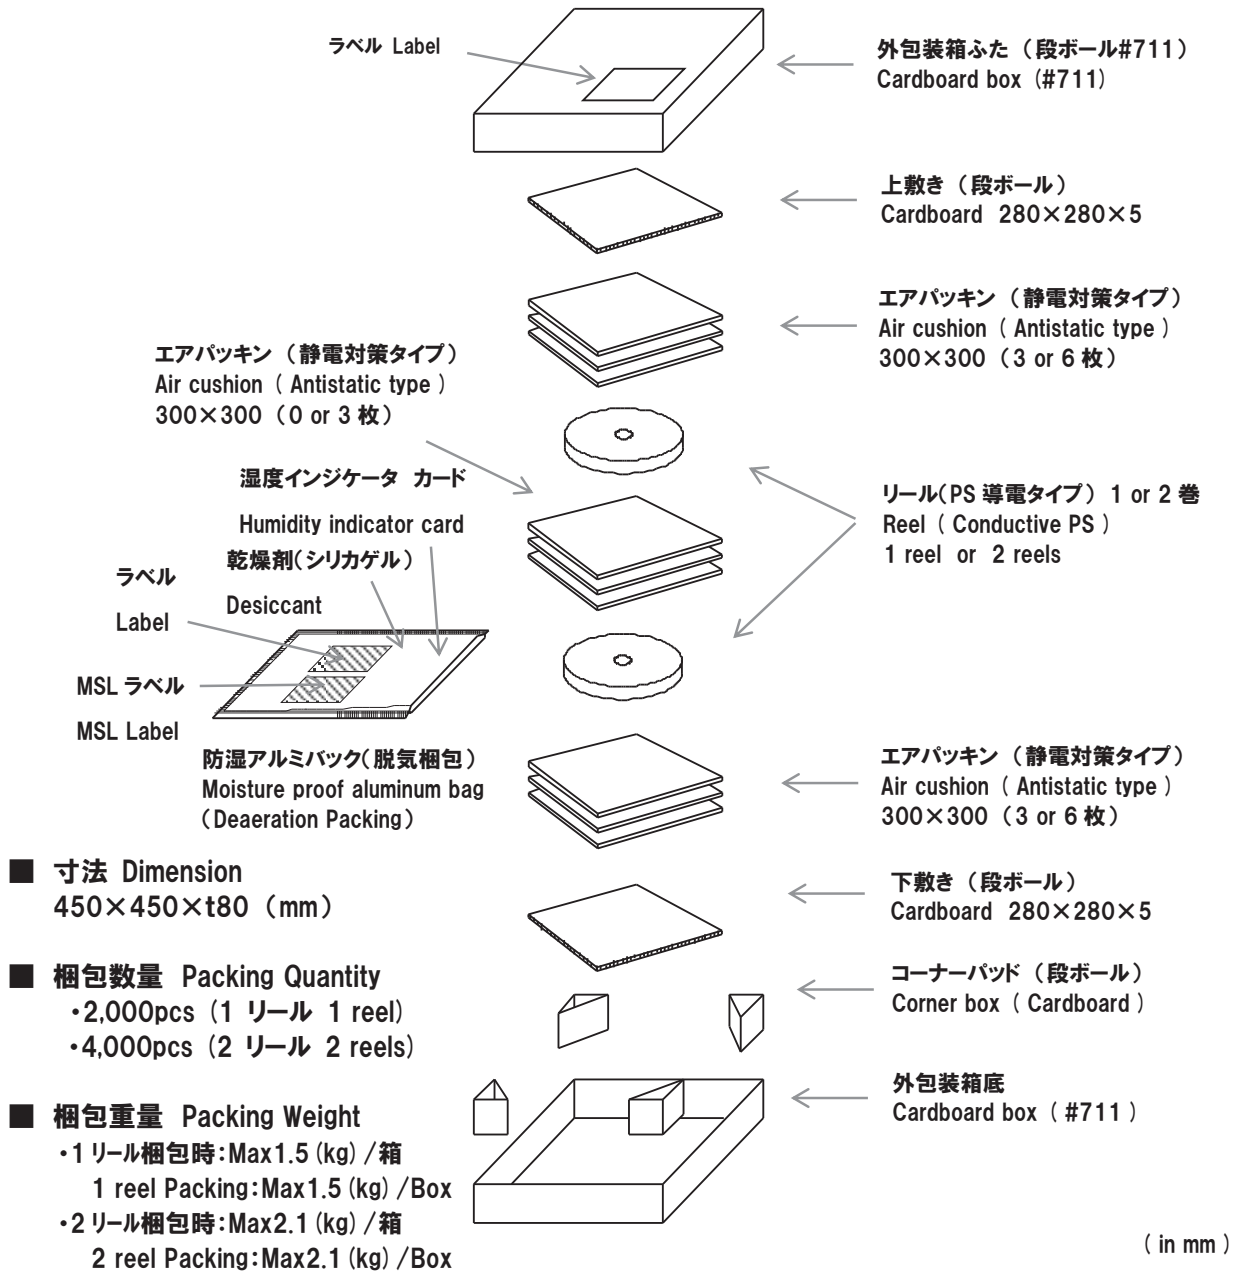 ラベル Label
外包装箱ふた（段ボール#711）
Cardboard box (#711)
上敷き（段ボール）
Cardboard 280×280×5
エアパッキン（静電対策タイプ）
Air cushion ( Antistatic type )
300×300（3 or 6 枚）
エアパッキン（静電対策タイプ）
Air cushion ( Antistatic type )
300×300（0 or 3 枚）
湿度インジケータ カード
Humidity indicator card
乾燥剤(シリカゲル)
Desiccant
リール(PS 導電タイプ) 1 or 2 巻
Reel ( Conductive PS )
1 reel or 2 reels
ラベル
Label
MSL ラベル
MSL Label
防湿アルミバック(脱気梱包)
Moisture proof aluminum bag
（Deaeration Packing）
エアパッキン（静電対策タイプ）
Air cushion ( Antistatic type )
300×300（3 or 6 枚）
下敷き（段ボール）
Cardboard 280×280×5
コーナーパッド（段ボール）
Corner box ( Cardboard )
外包装箱底
Cardboard box ( #711 )
■ 寸法 Dimension
450×450×t80（mm）
■ 梱包数量 Packing Quantity
・2,000pcs (1 リール 1 reel)
・4,000pcs (2 リール 2 reels)
■ 梱包重量 Packing Weight
・1 リール梱包時：Max1.5 (kg) /箱
1 reel Packing：Max1.5 (kg) /Box
・2 リール梱包時：Max2.1 (kg) /箱
2 reel Packing：Max2.1 (kg) /Box
( in mm )